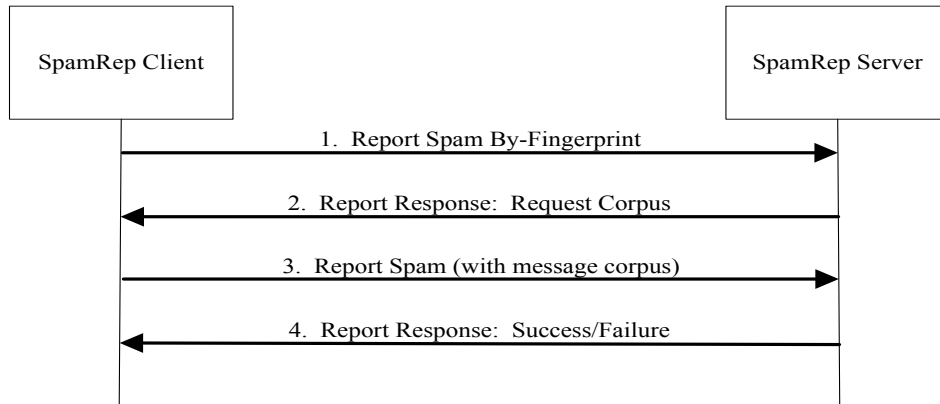 SpamRep Client
SpamRep Server
1. Report Spam By-Fingerprint
2. Report Response: Request Corpus
3. Report Spam (with message corpus)
4. Report Response: Success/Failure